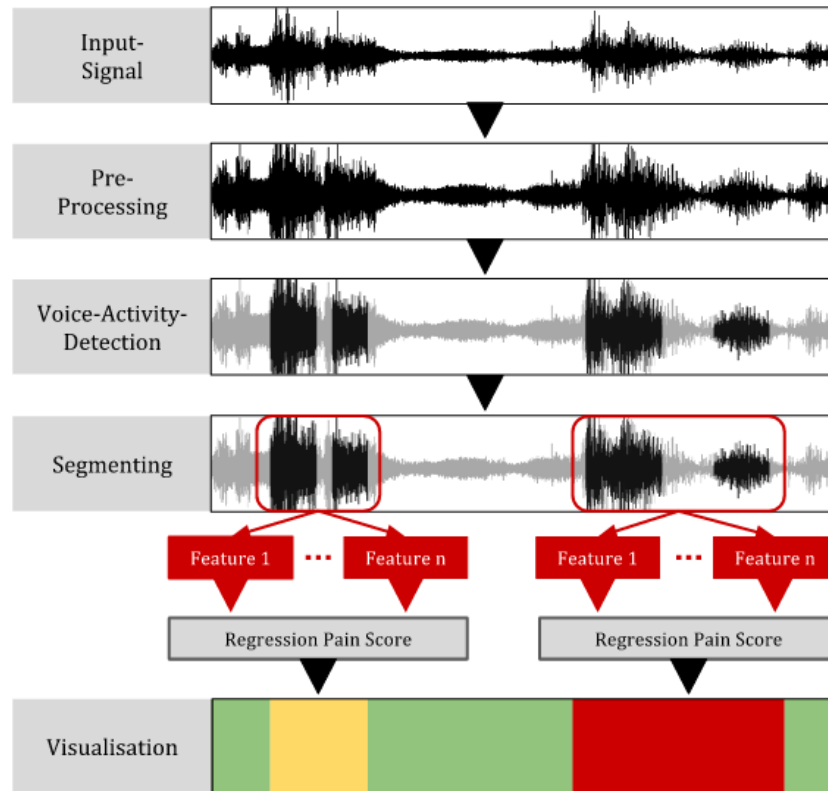 Input-
Signal
Pre-
Processing
Voice-Activity-
Detection
Segmenting
Feature 1 ... Feature n Feature 1 ... Feature n
Regression Pain Score Regression Pain Score
Visualisation